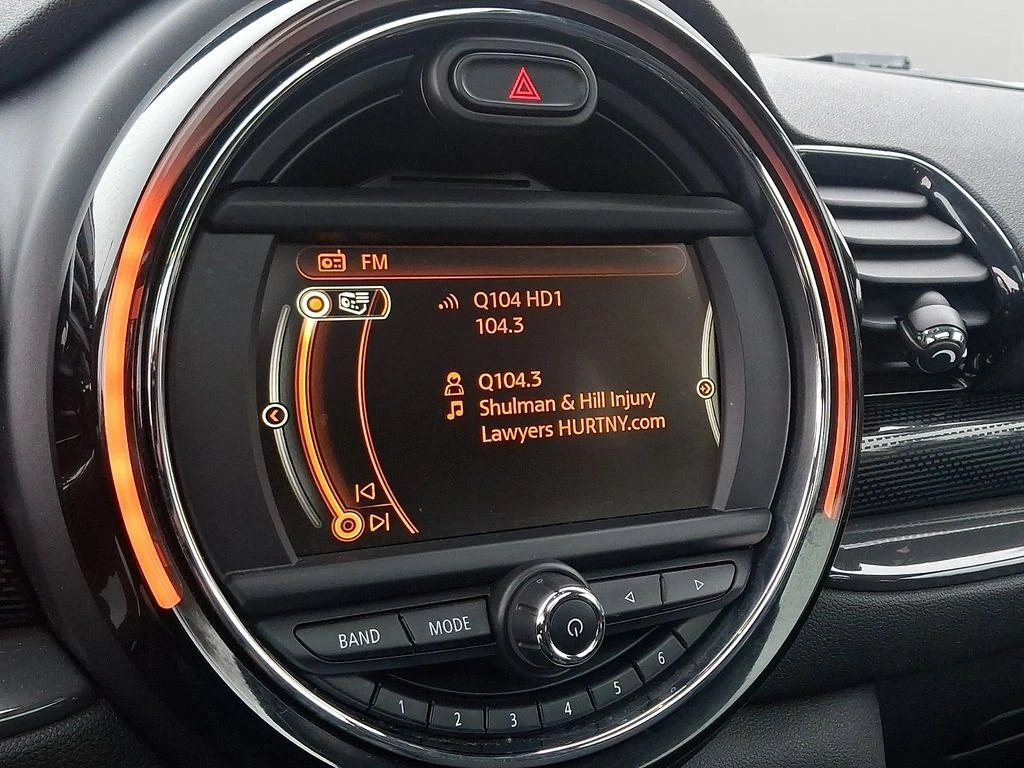 FM
Q104 HD1
104.3
Q104.3
Shulman & Hill Injury
Lawyers HURTNY.com
BAND MODE
1 2 3 4 5 6